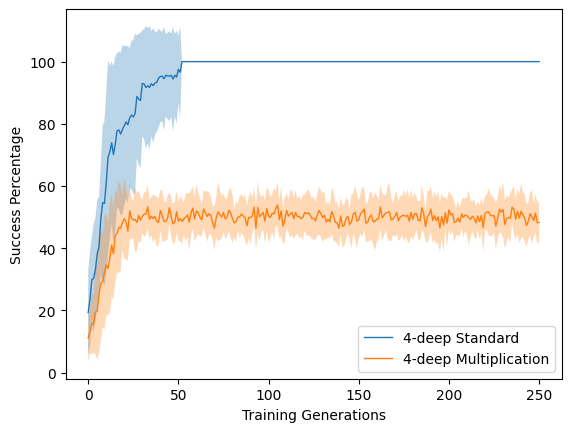 Success Percentage
100
80
60
40
20
0
0 50 100 150 200 250
Training Generations
4-deep Standard
4-deep Multiplication